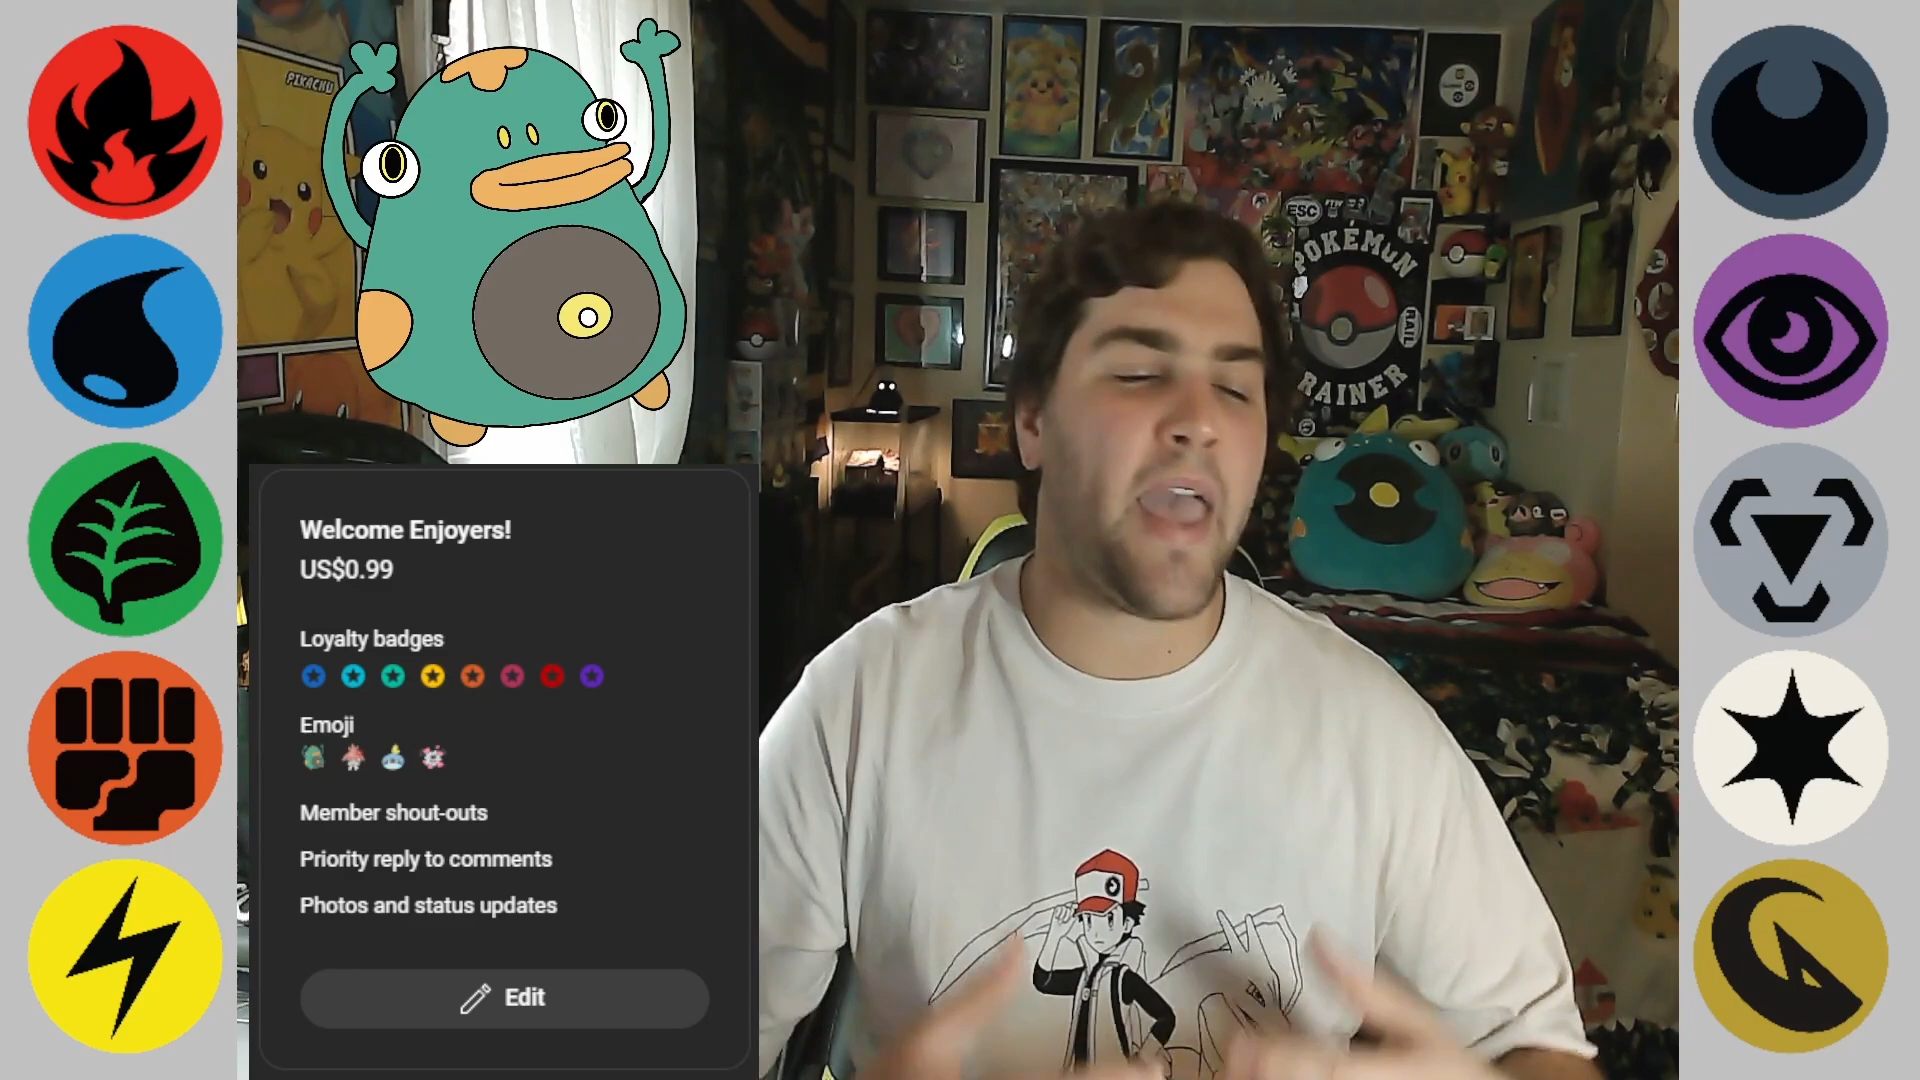 PIKACHU
ESC
POKÉMON
RAINER
Welcome Enjoyers!
US$0.99
Loyalty badges
Emoji
Member shout-outs
Priority reply to comments
Photos and status updates
Edit